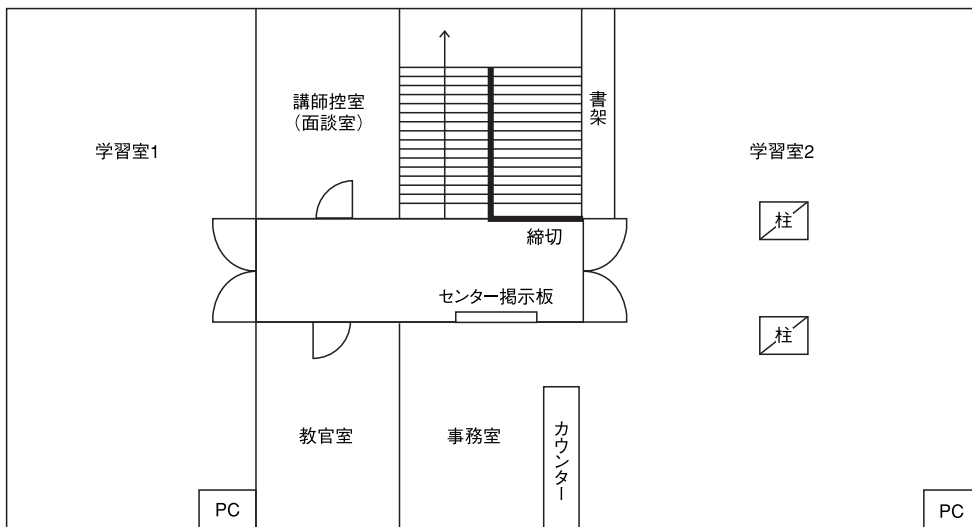 講師控室
（面談室）
書架
学習室1
学習室2
柱
締切
センター掲示板
柱
教官室
事務室
カウンター
PC
PC